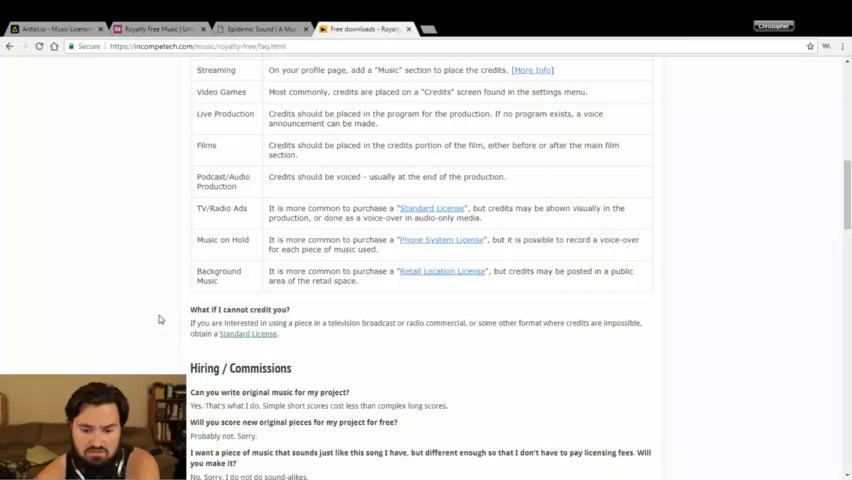 Artlist.io - Music Licens
Royalty Free Music | Uni
Epidemic Sound | A Mus
Free downloads - Royalty
Christopher
Secure
https://incompetech.com/music/royalty-free/faq.html
Streaming On your profile page, add a "Music" section to place the credits. [More Info]
Video Games Most commonly, credits are placed on a "Credits" screen found in the settings menu.
Live Production Credits should be placed in the program for the production. If no program exists, a voice
announcement can be made.
Films Credits should be placed in the credits portion of the film, either before or after the main film
section.
Podcast/Audio Credits should be voiced - usually at the end of the production.
Production
TV/Radio Ads It is more common to purchase a "Standard License", but credits may be shown visually in the
production, or done as a voice-over in audio-only media.
Music on Hold It is more common to purchase a "Phone System License", but it is possible to record a voice-over
for each piece of music used.
Background It is more common to purchase a "Retail Location License", but credits may be posted in a public
Music area of the retail space.
What if I cannot credit you?
If you are interested in using a piece in a television broadcast or radio commercial, or some other format where credits are impossible,
obtain a Standard License.
Hiring / Commissions
Can you write original music for my project?
Yes. That's what I do. Simple short scores cost less than complex long scores.
Will you score new original pieces for my project for free?
Probably not. Sorry.
I want a piece of music that sounds just like this song I have, but different enough so that I don't have to pay licensing fees. Will
you make it?
No. Sorry. I do not do sound-alikes.